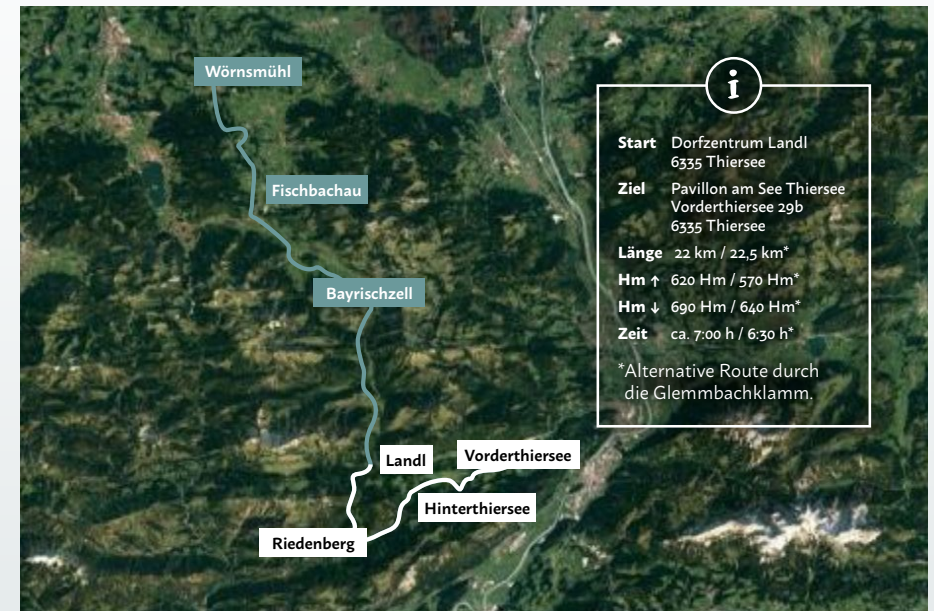 Wörnsmühl
Fischbachau
Bayrischzell
Landl
Vorderthiersee
Hinterthiersee
Riedenberg
i
Start Dorfzentrum Landl
6335 Thiersee
Ziel Pavillon am See Thiersee
Vorderthiersee 29b
6335 Thiersee
Länge 22 km / 22,5 km*
Hm ↑ 620 Hm / 570 Hm*
Hm ↓ 690 Hm / 640 Hm*
Zeit ca. 7:00 h / 6:30 h*
*Alternative Route durch
die Glemmbachklamm.